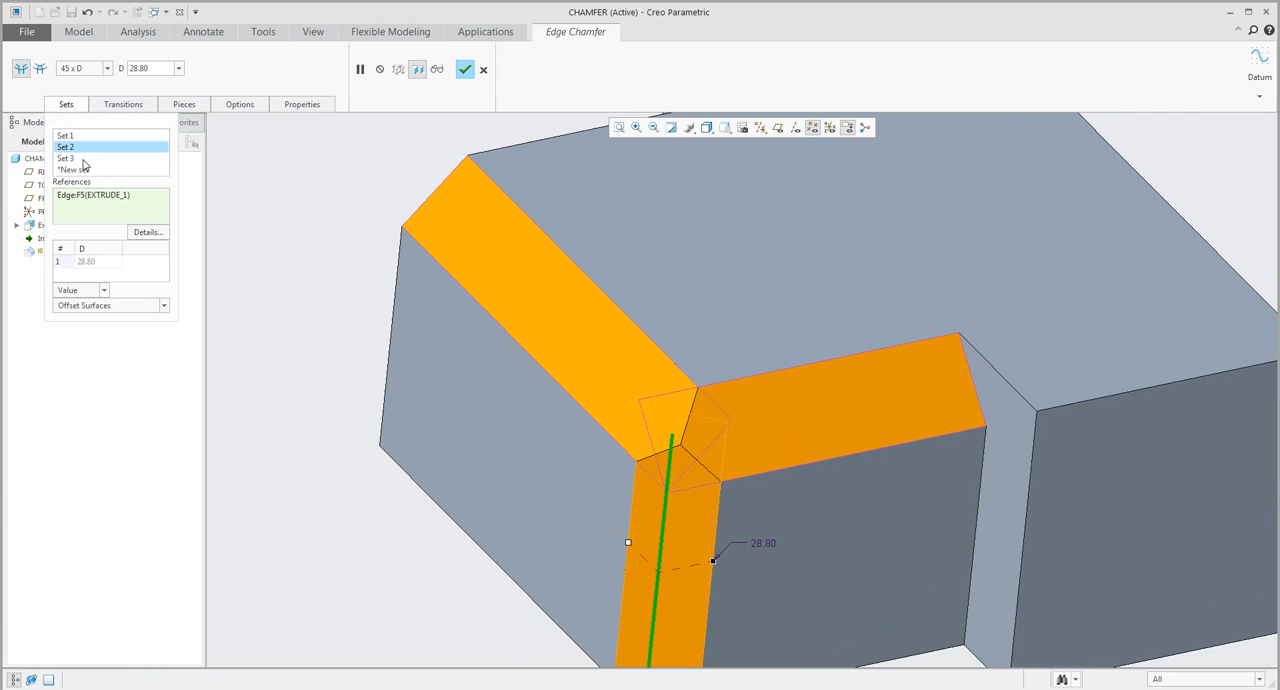 CHAMFER (Active) - Creo Parametric
File Model Analysis Annotate Tools View Flexible Modeling Applications Edge Chamfer
45 x D D 28.80
Datum
Sets Transitions Pieces Options Properties
Set 1
Set 2
Set 3
References
Edge:F5(EXTRUDE_1)
Details...
# D
1 28.80
Value
Offset Surfaces
28.80
All